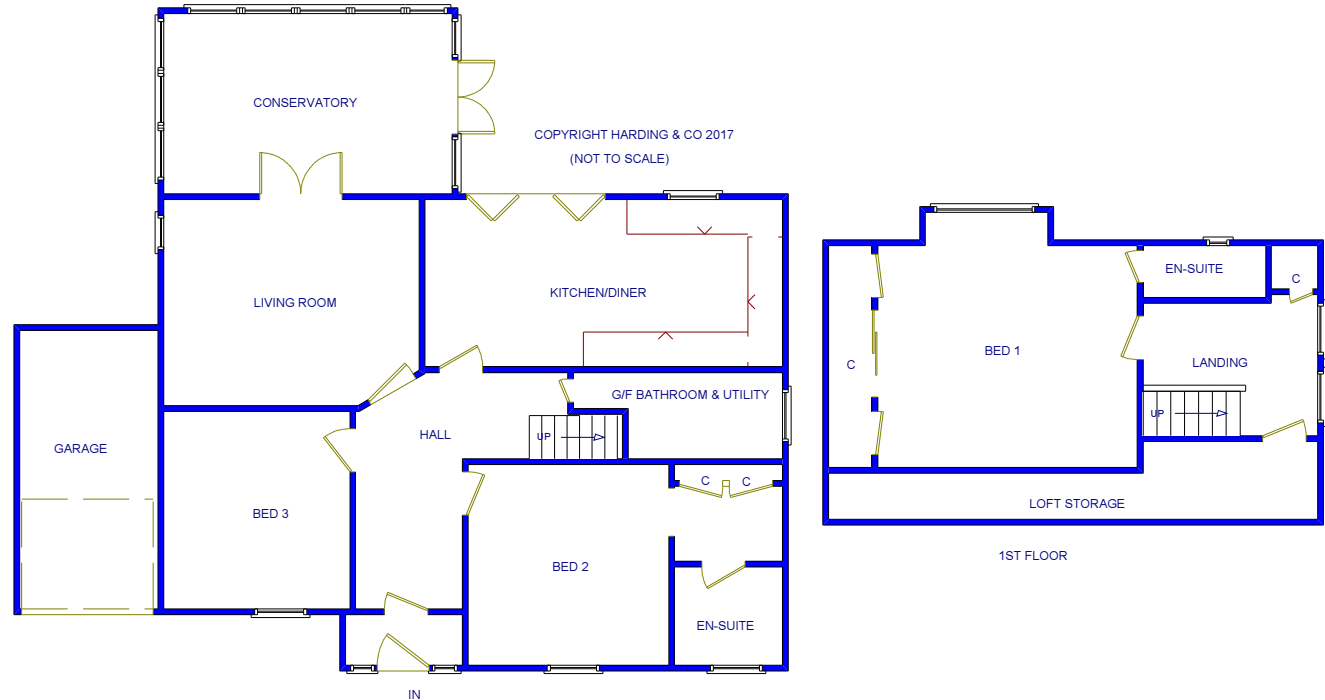 CONSERVATORY
COPYRIGHT HARDING & CO 2017
(NOT TO SCALE)
LIVING ROOM
KITCHEN/DINER
G/F BATHROOM & UTILITY
HALL
UP
GARAGE
BED 3
C
C
BED 2
EN-SUITE
IN
EN-SUITE
C
BED 1
LANDING
C
UP
LOFT STORAGE
1ST FLOOR